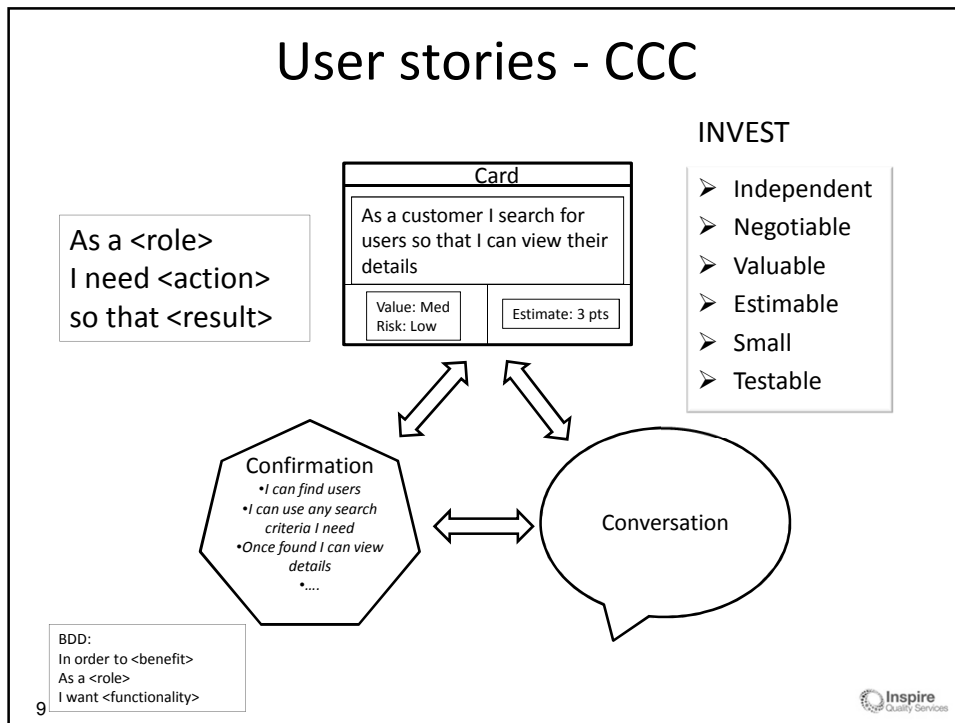 User stories - CCC
INVEST
➢ Independent
➢ Negotiable
➢ Valuable
➢ Estimable
➢ Small
➢ Testable
As a <role>
I need <action>
so that <result>
Card
As a customer I search for
users so that I can view their
details
Value: Med
Risk: Low
Estimate: 3 pts
Confirmation
•I can find users
•I can use any search
criteria I need
•Once found I can view
details
•....
Conversation
BDD:
In order to <benefit>
As a <role>
I want <functionality>
9
Inspire
Quality Services